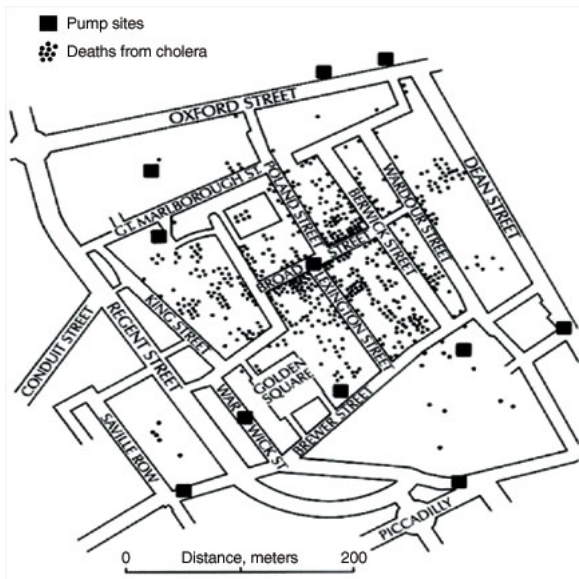 Pump sites
Deaths from cholera
OXFORD STREET
GT. MARLBOROUGH ST.
POLAND STREET
BERWICK STREET
WARDOUR STREET
DEAN STREET
BROAD STREET
KING STREET
LEXINGTON STREET
REGENT STREET
CONDUIT STREET
GOLDEN
SQUARE
WARWICK ST.
BREWER STREET
SAVILLE ROW
PICCADILLY
0 Distance, meters 200